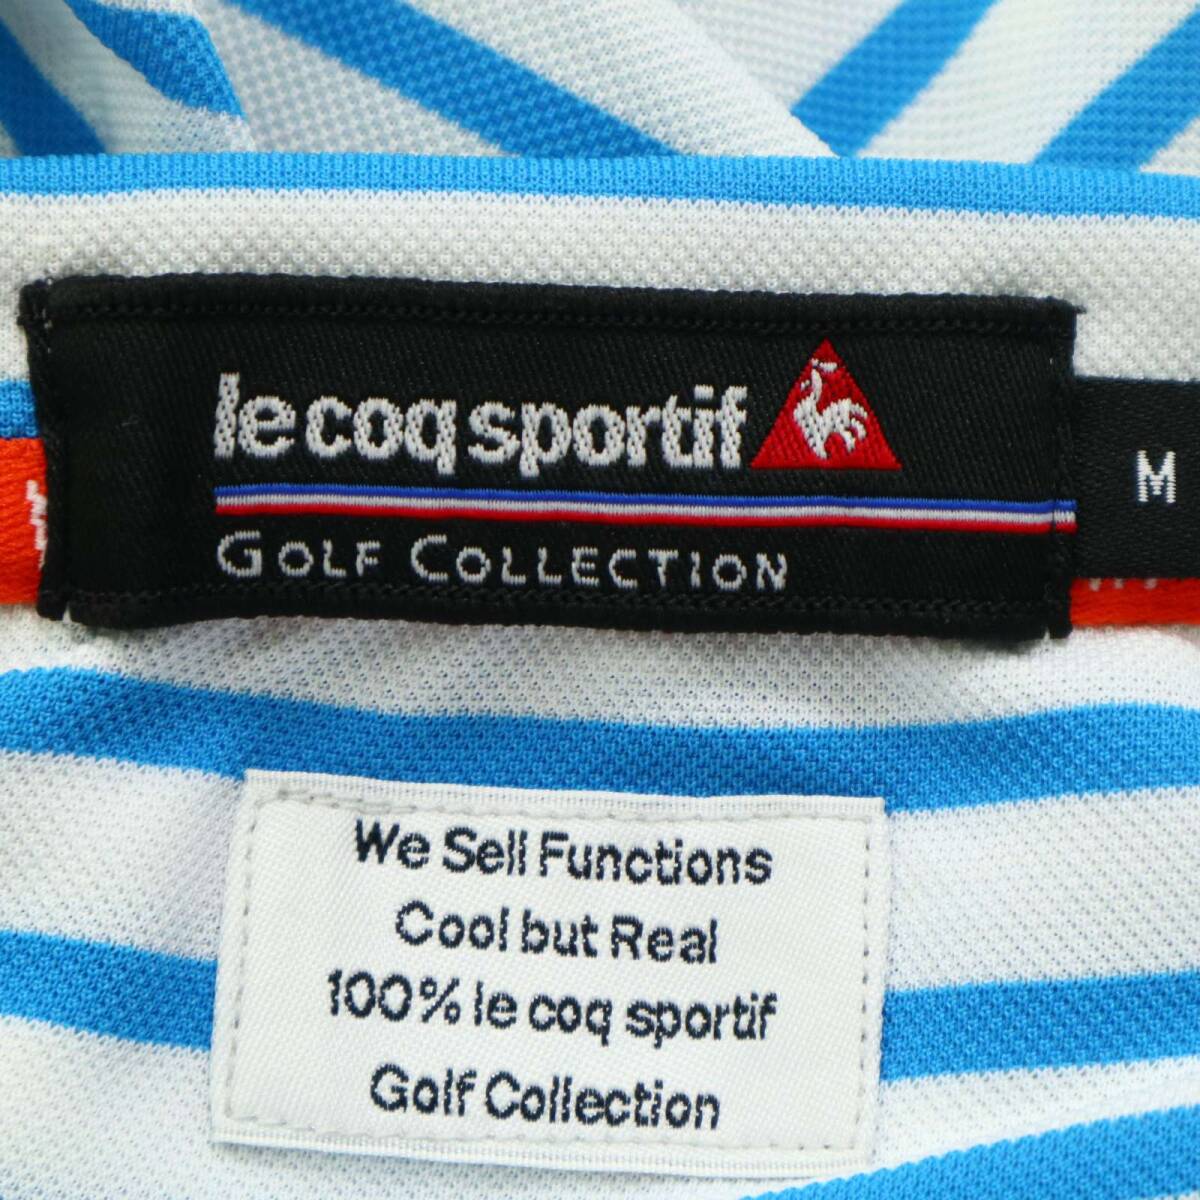 le coq sportif
GOLF COLLECTION
M
We Sell Functions
Cool but Real
100% le coq sportif
Golf Collection